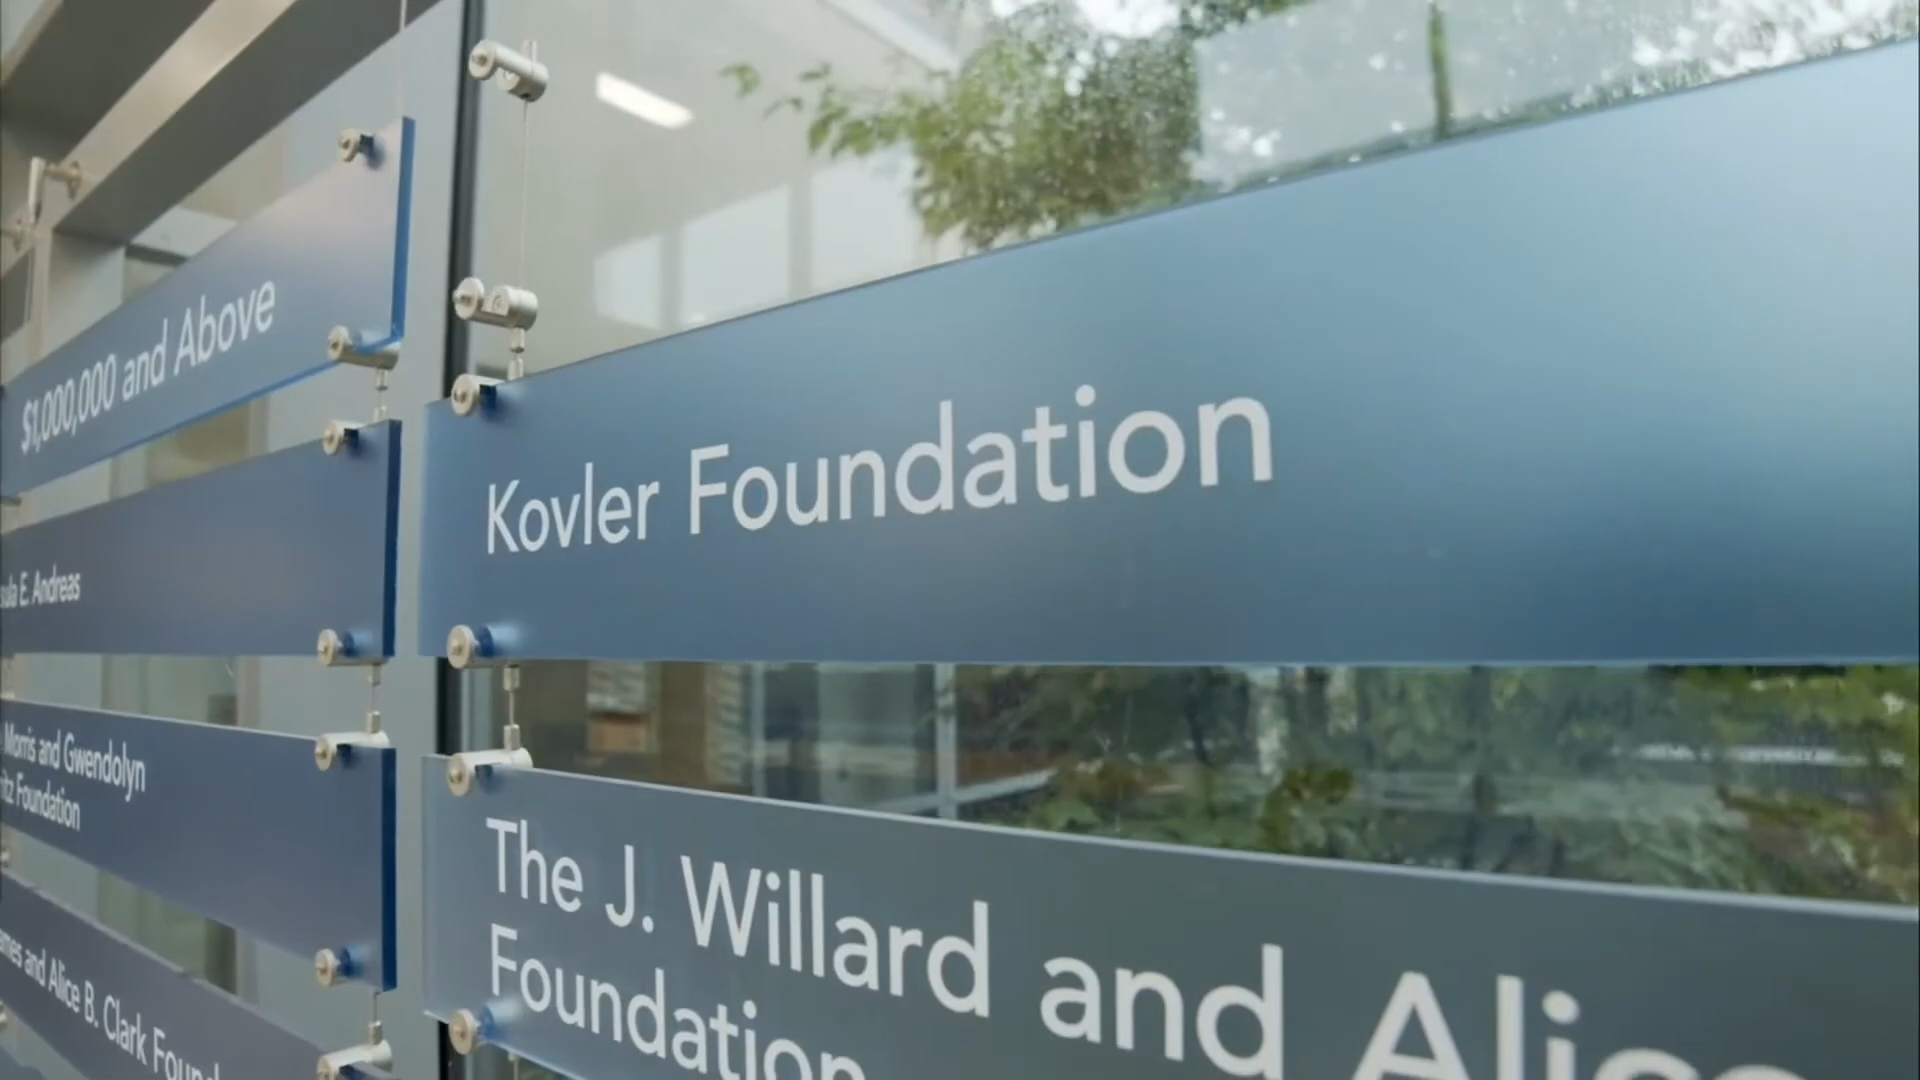 $1,000,000 and Above
E. Andreas
Morris and Gwendolyn
Foundation
and Alice B. Clark
Kovler Foundation
The J. Willard and
Foundation